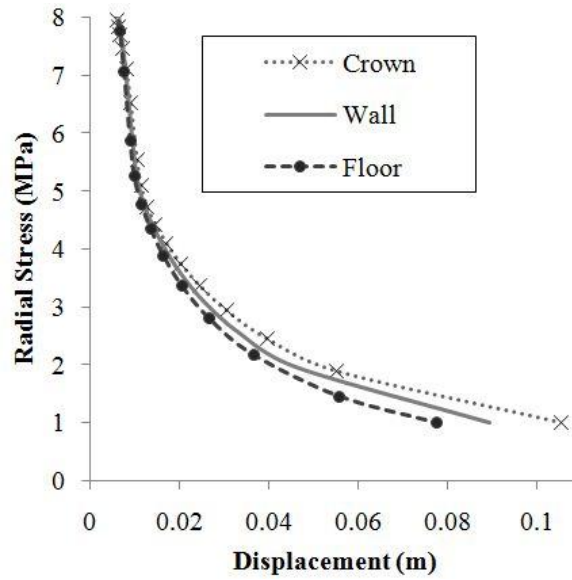 8
7
6
5
4
3
2
1
0
Radial Stress (MPa)
Crown
Wall
Floor
0 0.02 0.04 0.06 0.08 0.1
Displacement (m)